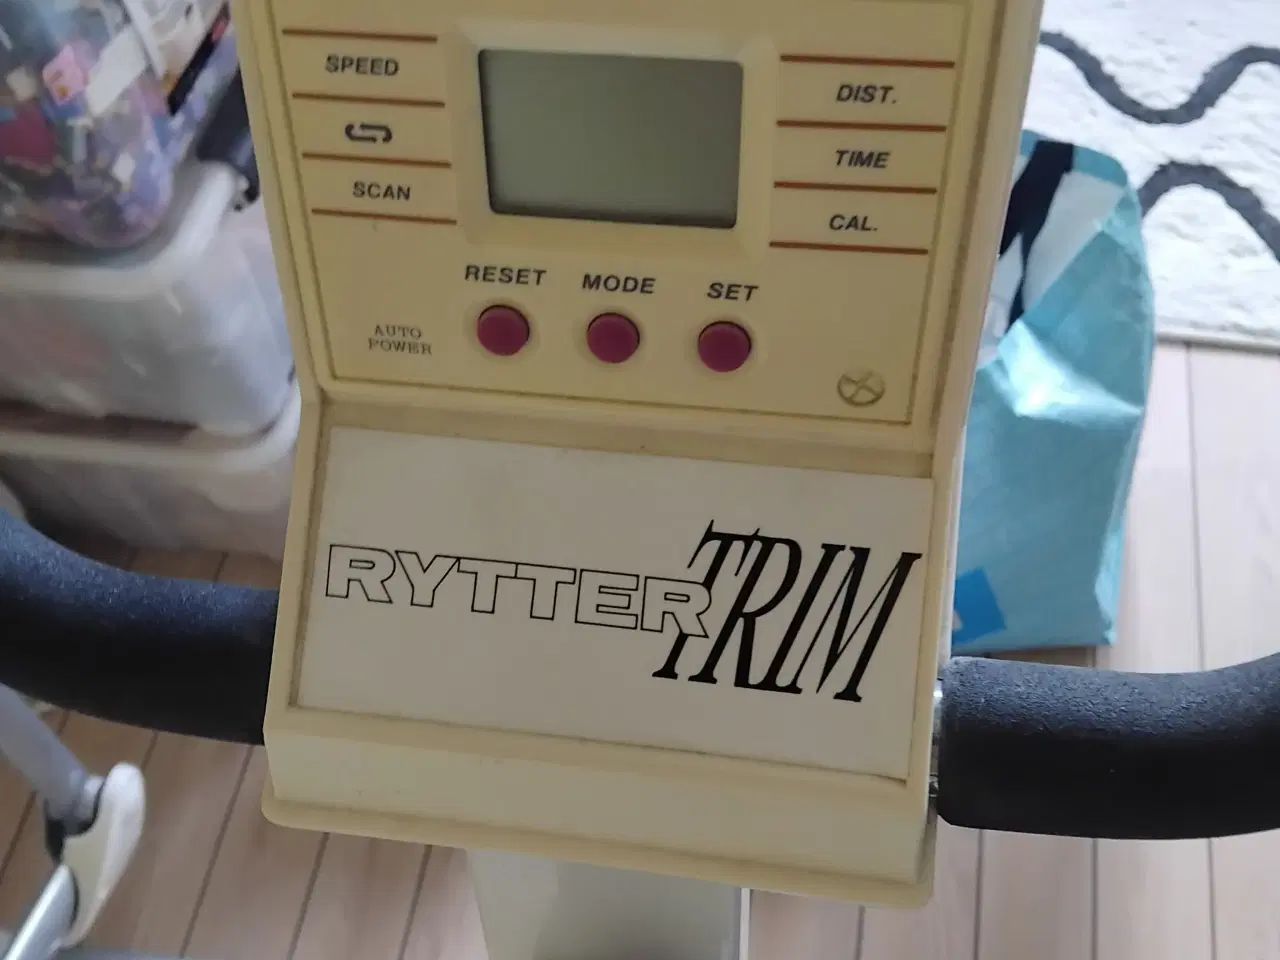 SPEED
SCAN
DIST.
TIME
CAL.
RESET MODE SET
AUTO
POWER
RYTTER TRIM